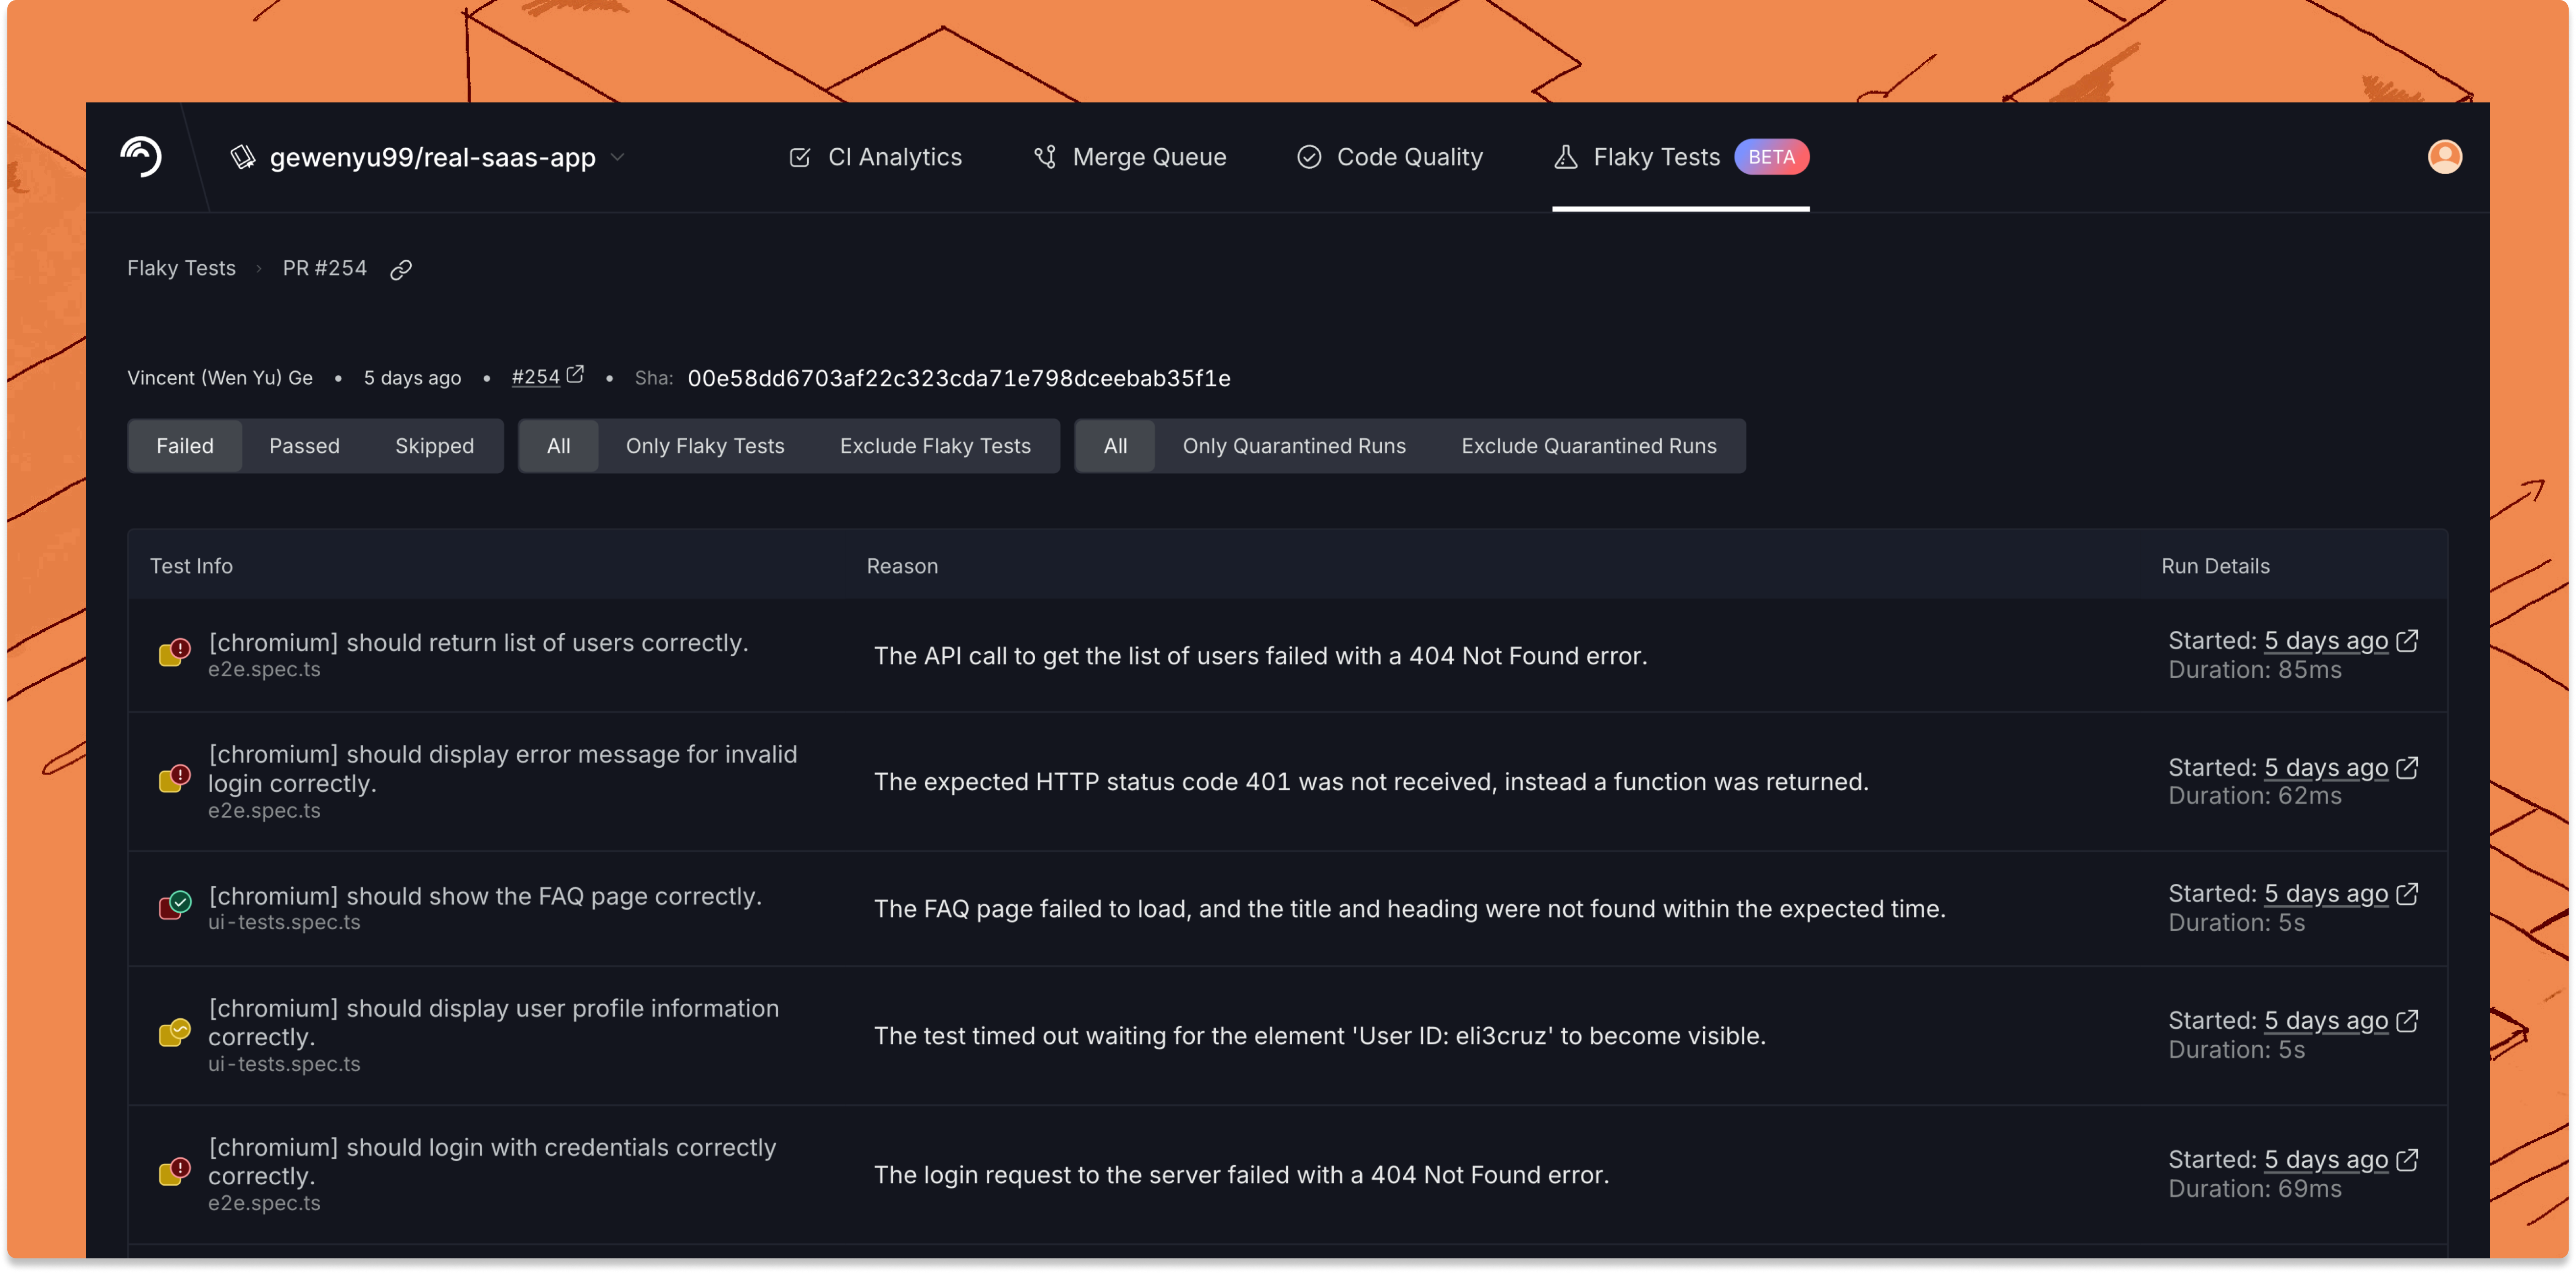 gewenyu99/real-saas-app
CI Analytics
Merge Queue
Code Quality
Flaky Tests BETA
Flaky Tests > PR #254
Vincent (Wen Yu) Ge • 5 days ago • #254 • Sha: 00e58dd6703af22c323cda71e798dceebab35f1e
Failed Passed Skipped All Only Flaky Tests Exclude Flaky Tests All Only Quarantined Runs Exclude Quarantined Runs
Test Info Reason Run Details
[chromium] should return list of users correctly.
e2e.spec.ts
The API call to get the list of users failed with a 404 Not Found error.
Started: 5 days ago
Duration: 85ms
[chromium] should display error message for invalid
login correctly.
e2e.spec.ts
The expected HTTP status code 401 was not received, instead a function was returned.
Started: 5 days ago
Duration: 62ms
[chromium] should show the FAQ page correctly.
ui-tests.spec.ts
The FAQ page failed to load, and the title and heading were not found within the expected time.
Started: 5 days ago
Duration: 5s
[chromium] should display user profile information
correctly.
ui-tests.spec.ts
The test timed out waiting for the element 'User ID: eli3cruz' to become visible.
Started: 5 days ago
Duration: 5s
[chromium] should login with credentials correctly
correctly.
e2e.spec.ts
The login request to the server failed with a 404 Not Found error.
Started: 5 days ago
Duration: 69ms